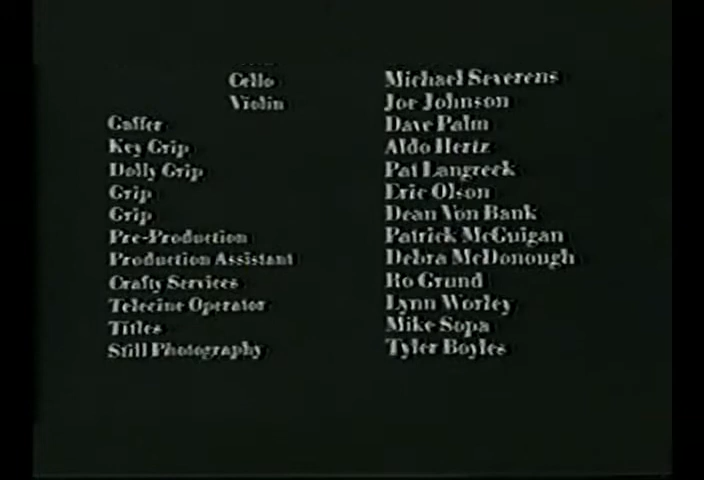 Cello Michael Severens
Violin Joe Johnson
Gaffer Dave Palm
Key Grip Aldo Hertz
Dolly Grip Pat Langreck
Grip Eric Olson
Grip Dean Von Bank
Pre-Production Patrick McGuigan
Production Assistant Debra McDonough
Crafty Services Ro Grund
Telecine Operator Lynn Worley
Titles Mike Sopa
Still Photography Tyler Boyles